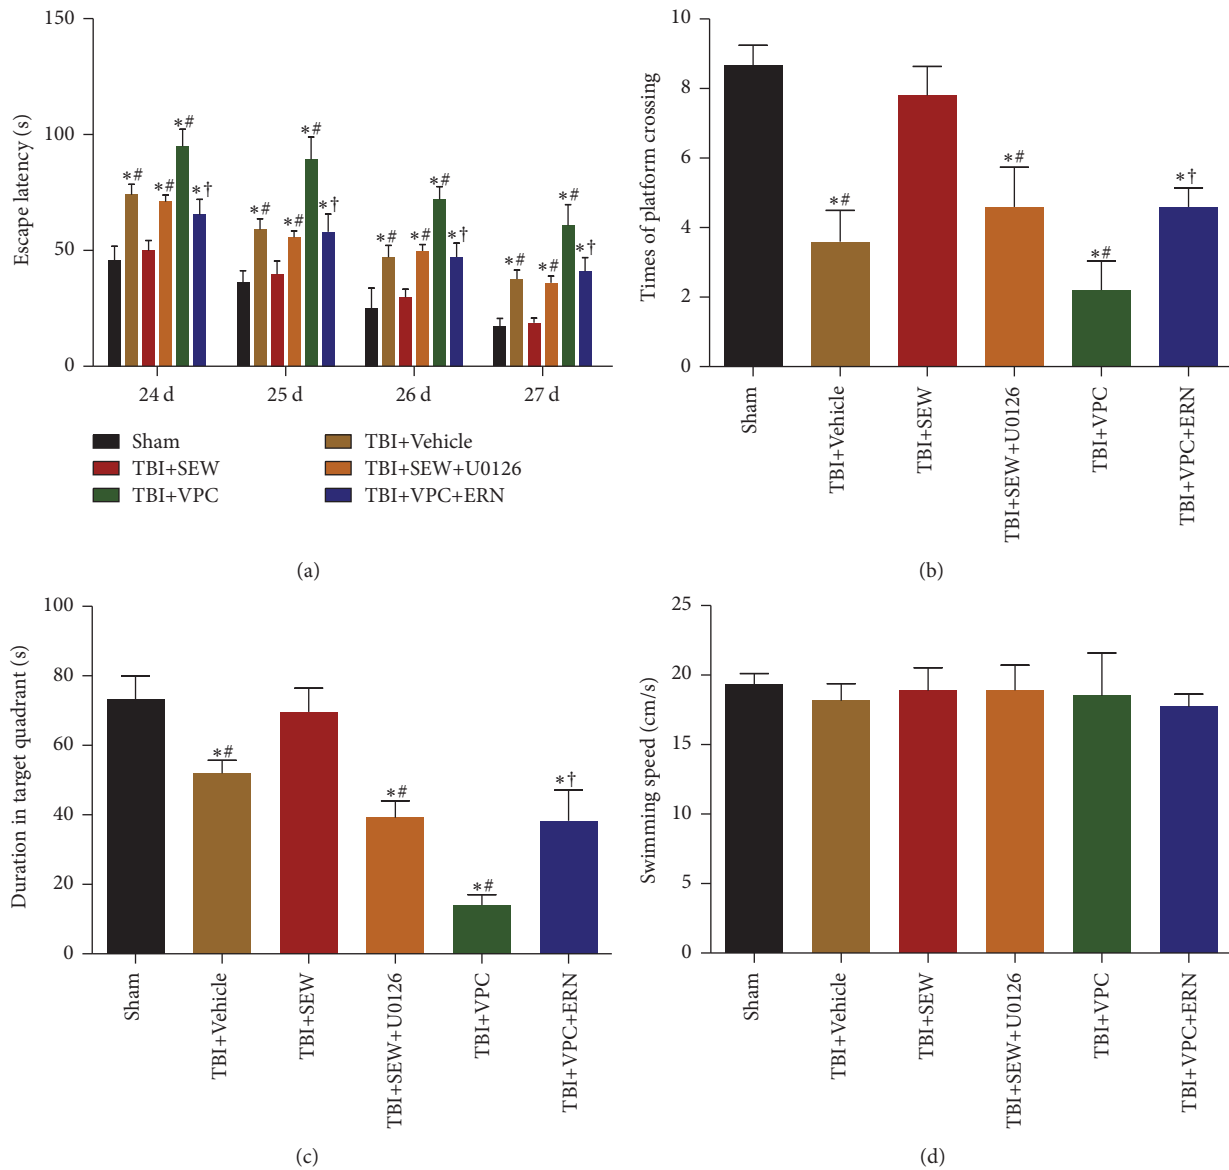 150
100
50
0
Escape latency (s)
*#
*#
*#
*†
*#
*#
*#
*†
*#
*#
*#
*†
*#
*#
*#
*†
24 d
25 d
26 d
27 d
Sham
TBI+Vehicle
TBI+SEW
TBI+SEW+U0126
TBI+VPC
TBI+VPC+ERN
(a)
10
8
6
4
2
0
Times of platform crossing
*#
*#
*#
*†
Sham
TBI+Vehicle
TBI+SEW
TBI+SEW+U0126
TBI+VPC
TBI+VPC+ERN
(b)
100
80
60
40
20
0
Duration in target quadrant (s)
*#
*#
*#
*†
Sham
TBI+Vehicle
TBI+SEW
TBI+SEW+U0126
TBI+VPC
TBI+VPC+ERN
(c)
25
20
15
10
5
0
Swimming speed (cm/s)
Sham
TBI+Vehicle
TBI+SEW
TBI+SEW+U0126
TBI+VPC
TBI+VPC+ERN
(d)